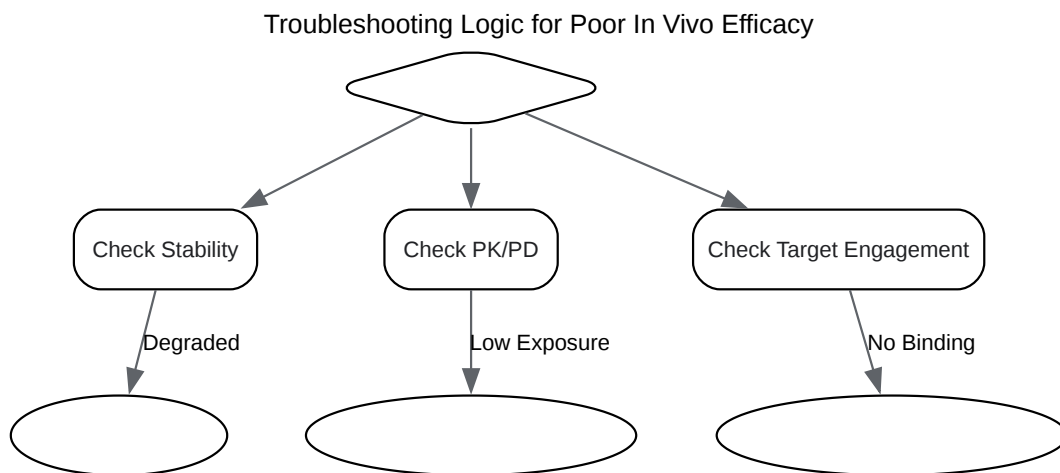 Troubleshooting Logic for Poor In Vivo Efficacy
Check Stability
Check PK/PD
Check Target Engagement
Degraded
Low Exposure
No Binding